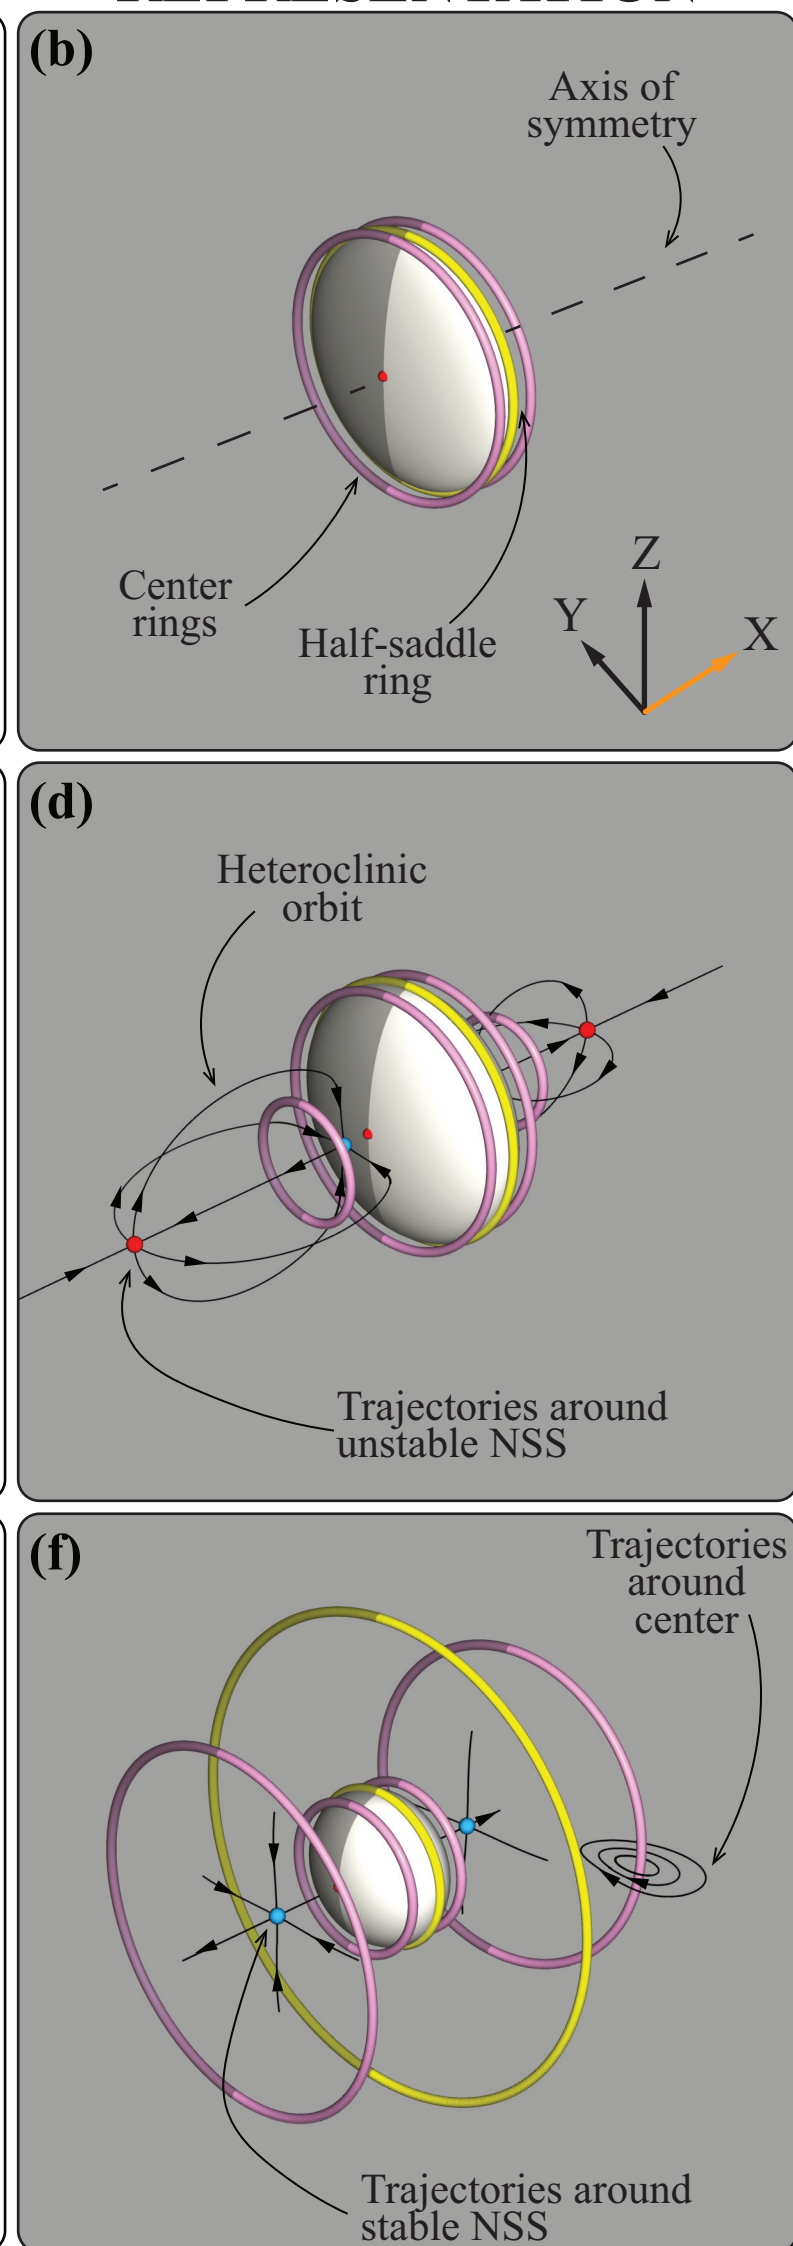 REPRESENTATION
(b)
Axis of
symmetry
Center
rings
Half-saddle
ring
Z
Y
X
(d)
Heteroclinic
orbit
Trajectories around
unstable NSS
(f)
Trajectories
around
center
Trajectories around
stable NSS